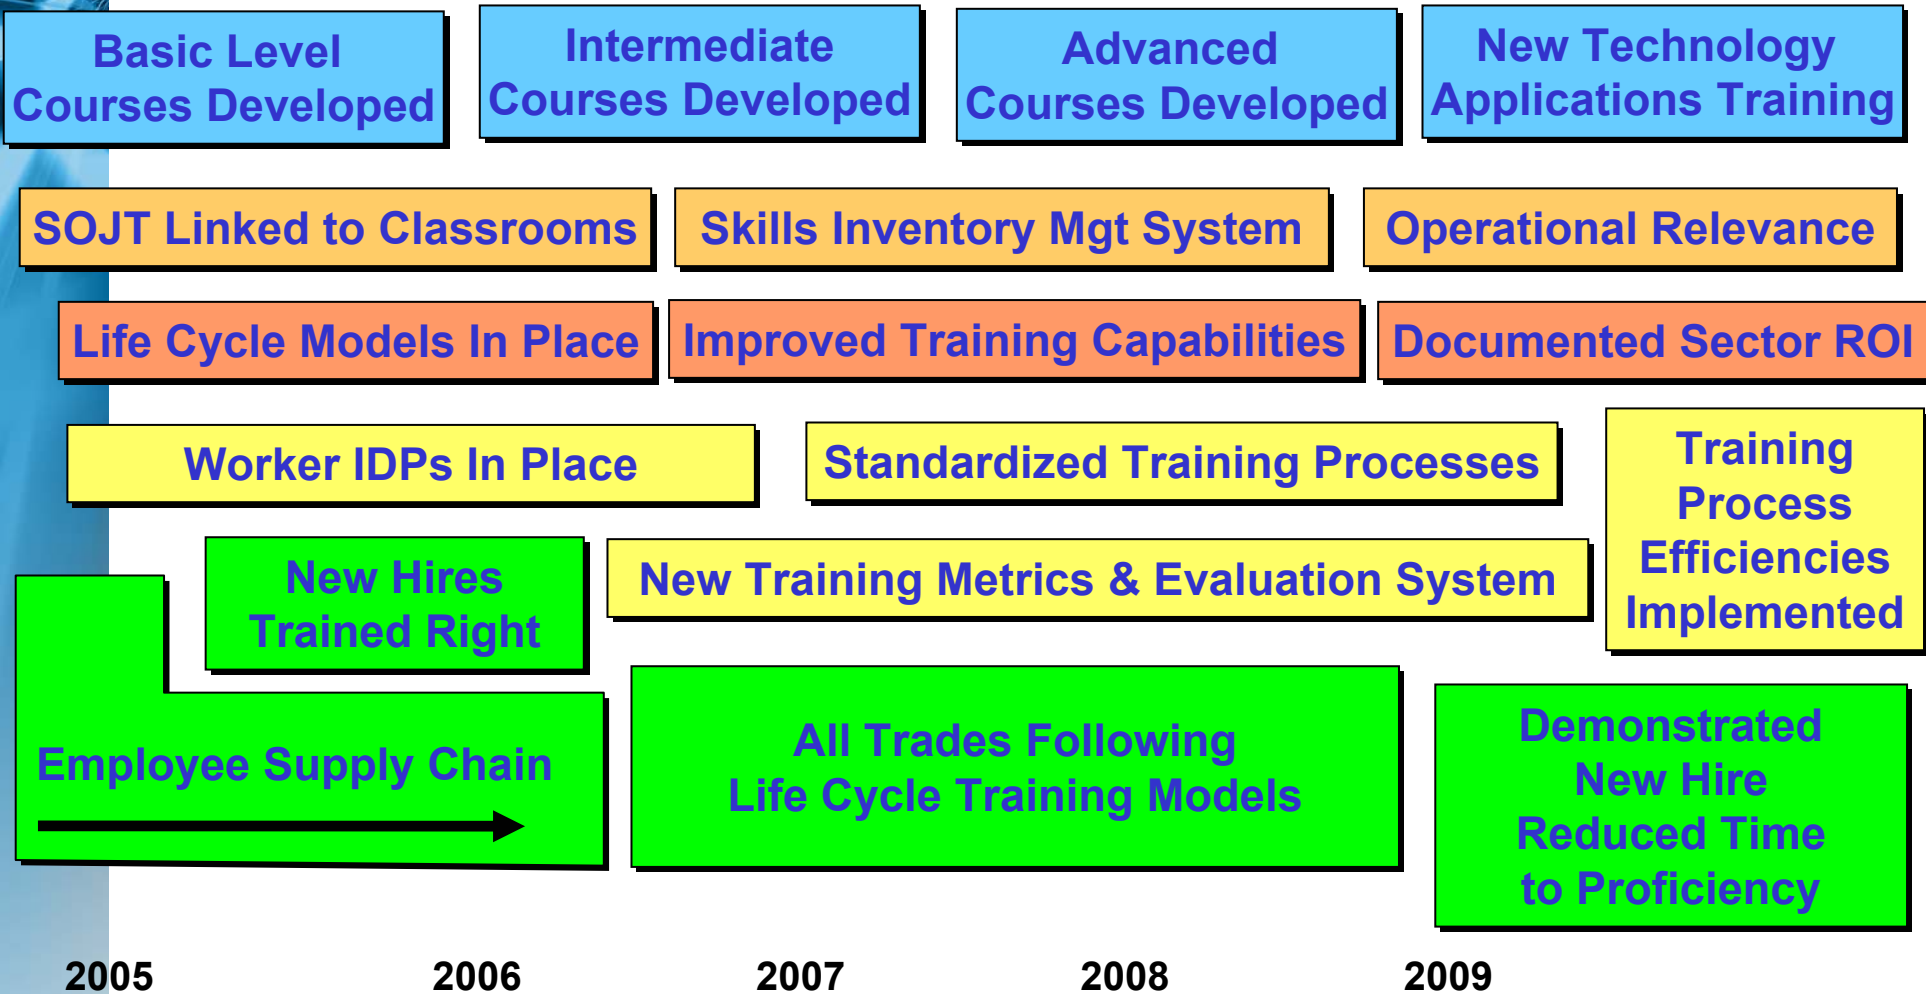 Basic Level
Courses Developed
Intermediate
Courses Developed
Advanced
Courses Developed
New Technology
Applications Training
SOJT Linked to Classrooms
Skills Inventory Mgt System
Operational Relevance
Life Cycle Models In Place
Improved Training Capabilities
Documented Sector ROI
Worker IDPs In Place
Standardized Training Processes
Training
Process
Efficiencies
Implemented
New Hires
Trained Right
New Training Metrics & Evaluation System
Employee Supply Chain
All Trades Following
Life Cycle Training Models
Demonstrated
New Hire
Reduced Time
to Proficiency
2005 2006 2007 2008 2009